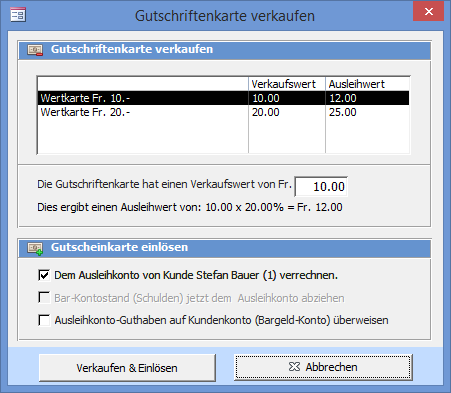 Gutschriftenkarte verkaufen
Gutschriftenkarte verkaufen
Verkaufswert Ausleihwert
Wertkarte Fr. 10.- 10.00 12.00
Wertkarte Fr. 20.- 20.00 25.00
Die Gutschriftenkarte hat einen Verkaufswert von Fr. 10.00
Dies ergibt einen Ausleihwert von: 10.00 x 20.00% = Fr. 12.00
Gutscheinkarte einlösen
Dem Ausleihkonto von Kunde Stefan Bauer (1) verrechnen.
Bar-Kontostand (Schulden) jetzt dem Ausleihkonto abziehen
Ausleihkonto-Guthaben auf Kundenkonto (Bargeld-Konto) überweisen
Verkaufen & Einlösen Abbrechen